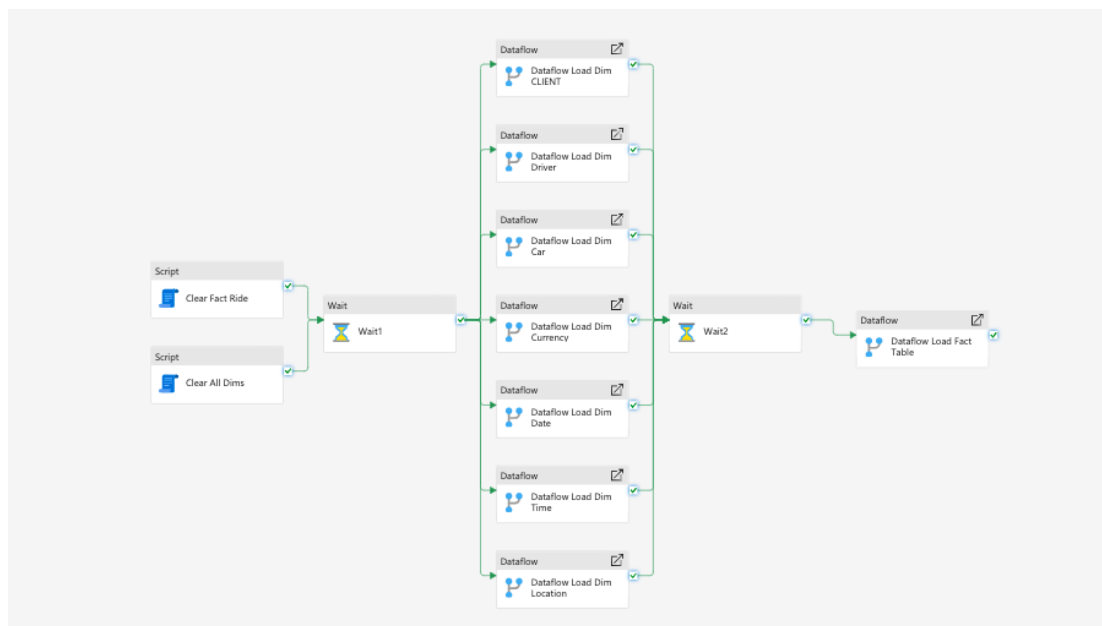 Script
Clear Fact Ride
Script
Clear All Dims
Wait
Wait1
Dataflow
Dataflow Load Dim
CLIENT
Dataflow
Dataflow Load Dim
Driver
Dataflow
Dataflow Load Dim
Car
Dataflow
Dataflow Load Dim
Currency
Dataflow
Dataflow Load Dim
Date
Dataflow
Dataflow Load Dim
Time
Dataflow
Dataflow Load Dim
Location
Wait
Wait2
Dataflow
Dataflow Load Fact
Table